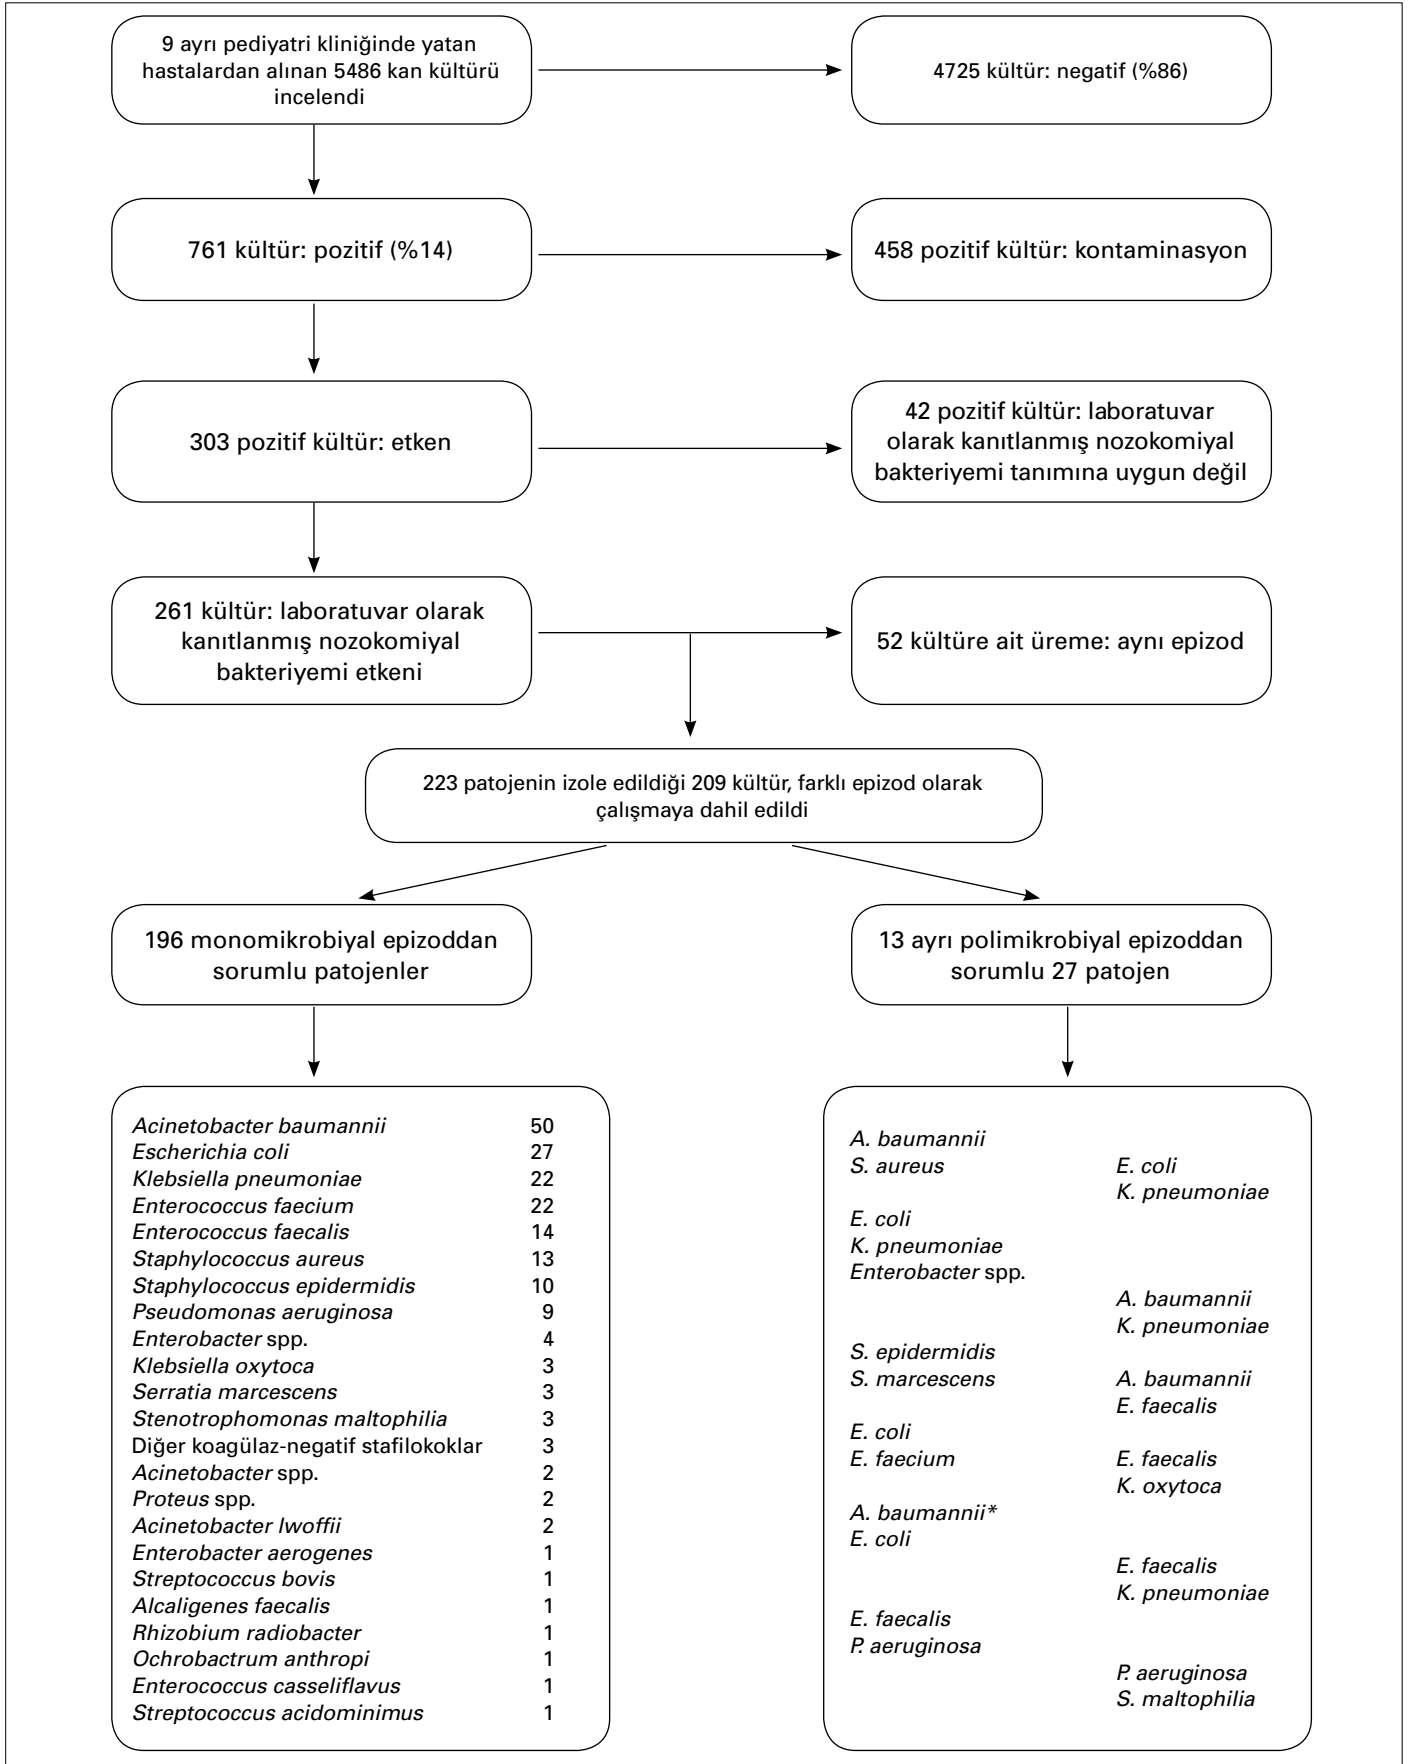 9 ayrı pediyatri kliniğinde yatan
hastalardan alınan 5486 kan kültürü
incelendi
4725 kültür: negatif (%86)
761 kültür: pozitif (%14)
458 pozitif kültür: kontaminasyon
303 pozitif kültür: etken
42 pozitif kültür: laboratuvar
olarak kanıtlanmış nozokomiyal
bakteriyemi tanımına uygun değil
261 kültür: laboratuvar olarak
kanıtlanmış nozokomiyal
bakteriyemi etkeni
52 kültüre ait üreme: aynı epizod
223 patojenin izole edildiği 209 kültür, farklı epizod olarak
çalışmaya dahil edildi
196 monomikrobiyal epizoddan
sorumlu patojenler
13 ayrı polimikrobiyal epizoddan
sorumlu 27 patojen
Acinetobacter baumannii 50
Escherichia coli 27
Klebsiella pneumoniae 22
Enterococcus faecium 22
Enterococcus faecalis 14
Staphylococcus aureus 13
Staphylococcus epidermidis 10
Pseudomonas aeruginosa 9
Enterobacter spp. 4
Klebsiella oxytoca 3
Serratia marcescens 3
Stenotrophomonas maltophilia 3
Diğer koagülaz-negatif stafilokoklar 3
Acinetobacter spp. 2
Proteus spp. 2
Acinetobacter lwoffii 2
Enterobacter aerogenes 1
Streptococcus bovis 1
Alcaligenes faecalis 1
Rhizobium radiobacter 1
Ochrobactrum anthropi 1
Enterococcus casseliflavus 1
Streptococcus acidominimus 1
A. baumannii
S. aureus
E. coli
K. pneumoniae
E. coli
K. pneumoniae
Enterobacter spp.
A. baumannii
K. pneumoniae
S. epidermidis
S. marcescens
A. baumannii
E. faecalis
E. coli
E. faecium
E. faecalis
K. oxytoca
A. baumannii*
E. coli
E. faecalis
K. pneumoniae
E. faecalis
P. aeruginosa
P. aeruginosa
S. maltophilia